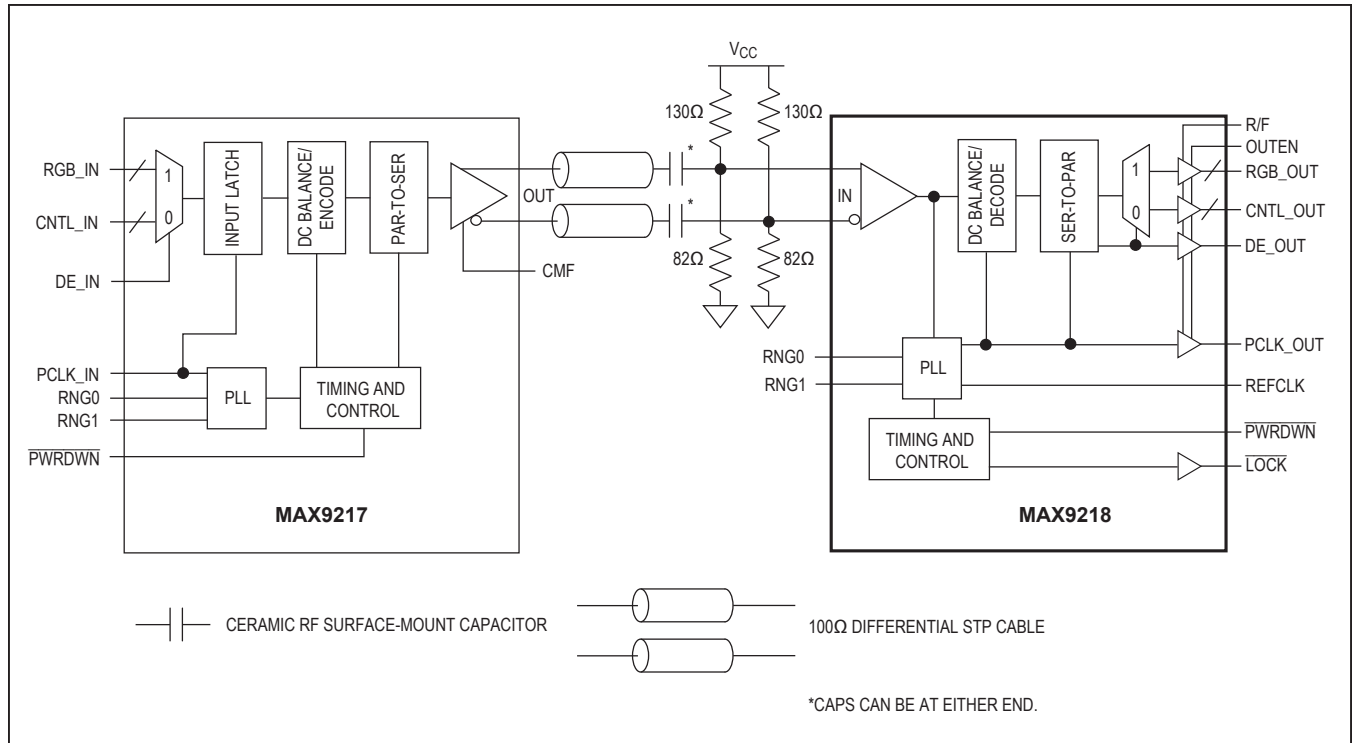 VCC
130Ω
130Ω
*
*
82Ω
82Ω
RGB_IN
CNTL_IN
DE_IN
PCLK_IN
RNG0
RNG1
PWRDWN
1
0
INPUT LATCH
DC BALANCE/
ENCODE
PAR-TO-SER
PLL
TIMING AND
CONTROL
OUT
CMF
MAX9217
IN
DC BALANCE/
DECODE
SER-TO-PAR
1
0
RNG0
RNG1
PLL
TIMING AND
CONTROL
R/F
OUTEN
RGB_OUT
CNTL_OUT
DE_OUT
PCLK_OUT
REFCLK
PWRDWN
LOCK
MAX9218
CERAMIC RF SURFACE-MOUNT CAPACITOR
100Ω DIFFERENTIAL STP CABLE
*CAPS CAN BE AT EITHER END.